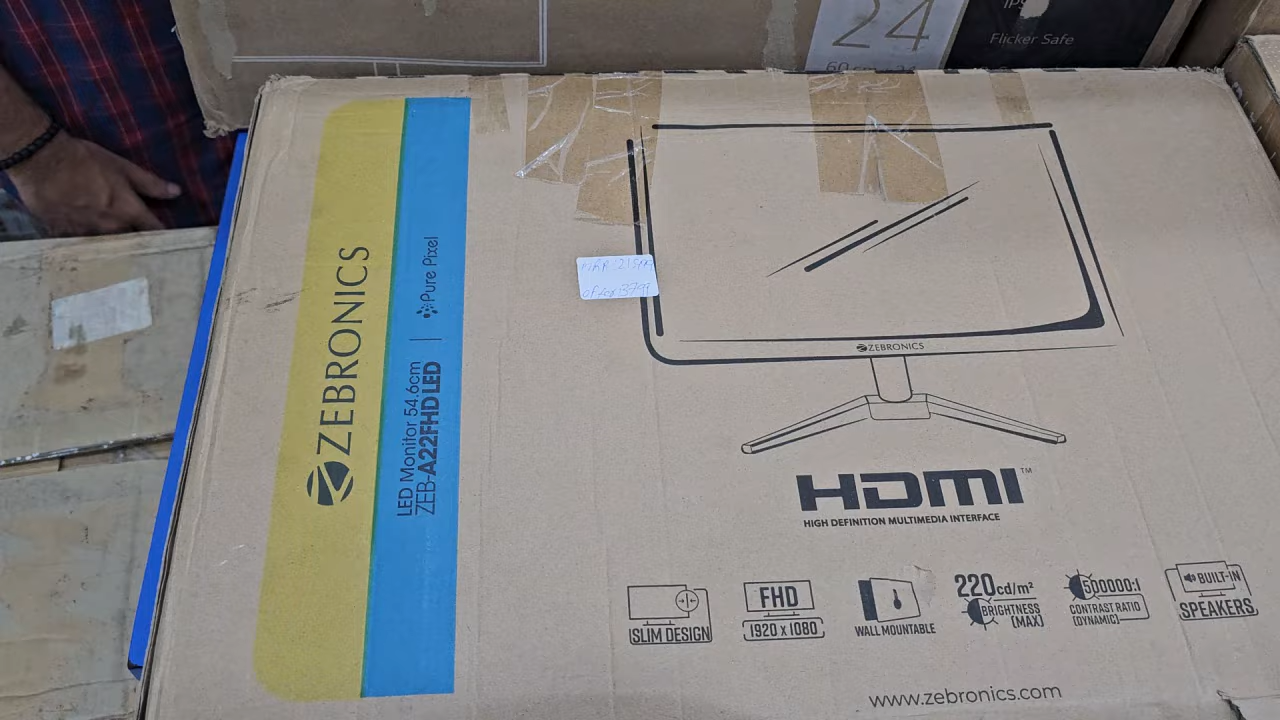 24
Flicker Safe
ZEBRONICS
LED Monitor 54.6cm
ZEB-A22FHD LED
Pure Pixel
ZEBRONICS
HDMI™
HIGH DEFINITION MULTIMEDIA INTERFACE
SLIM DESIGN
FHD
1920 x 1080
WALL MOUNTABLE
220cd/m²
BRIGHTNESS
(MAX)
500000:1
CONTRAST RATIO
(DYNAMIC)
BUILT-IN
SPEAKERS
www.zebronics.com